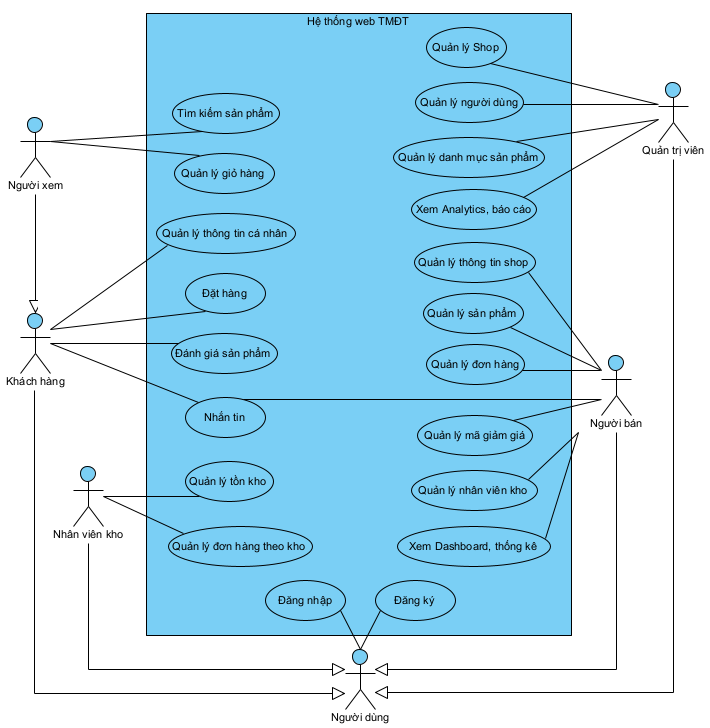 Hệ thống web TMĐT
Quản lý Shop
Quản lý người dùng
Tìm kiếm sản phẩm
Quản trị viên
Quản lý danh mục sản phẩm
Quản lý giỏ hàng
Người xem
Xem Analytics, báo cáo
Quản lý thông tin cá nhân
Quản lý thông tin shop
Đặt hàng
Quản lý sản phẩm
Đánh giá sản phẩm
Quản lý đơn hàng
Khách hàng
Nhắn tin
Người bán
Quản lý mã giảm giá
Quản lý tồn kho
Quản lý nhân viên kho
Nhân viên kho
Quản lý đơn hàng theo kho
Xem Dashboard, thống kê
Đăng nhập
Đăng ký
Người dùng